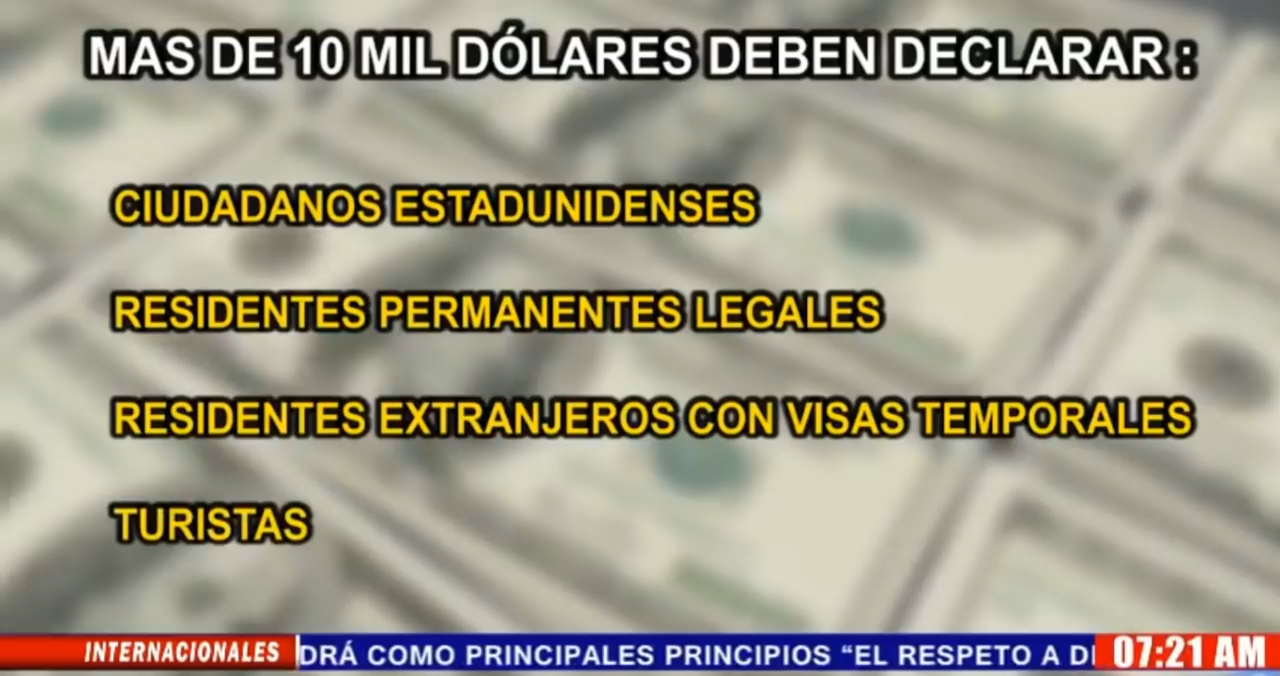 MAS DE 10 MIL DÓLARES DEBEN DECLARAR :
CIUDADANOS ESTADUNIDENSES
RESIDENTES PERMANENTES LEGALES
RESIDENTES EXTRANJEROS CON VISAS TEMPORALES
TURISTAS
INTERNACIONALES DRÁ COMO PRINCIPALES PRINCIPIOS “EL RESPETO A 07:21 AM